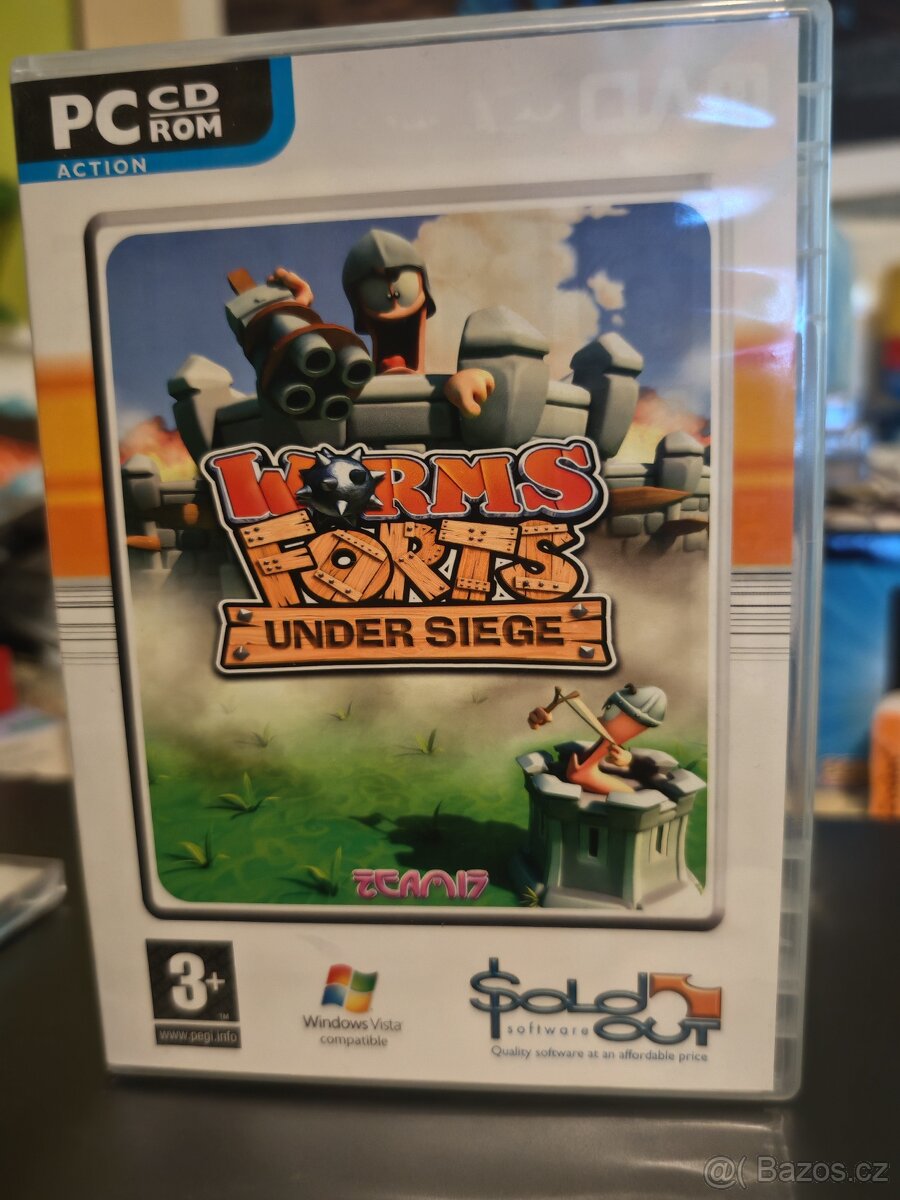 PC CD
ROM
ACTION
WORMS
FORTS
UNDER SIEGE
TEAM17
3+
TM
www.pegi.info
Windows Vista
compatible
SOLD
software OUT
Quality software at an affordable price
@( Bazos.cz